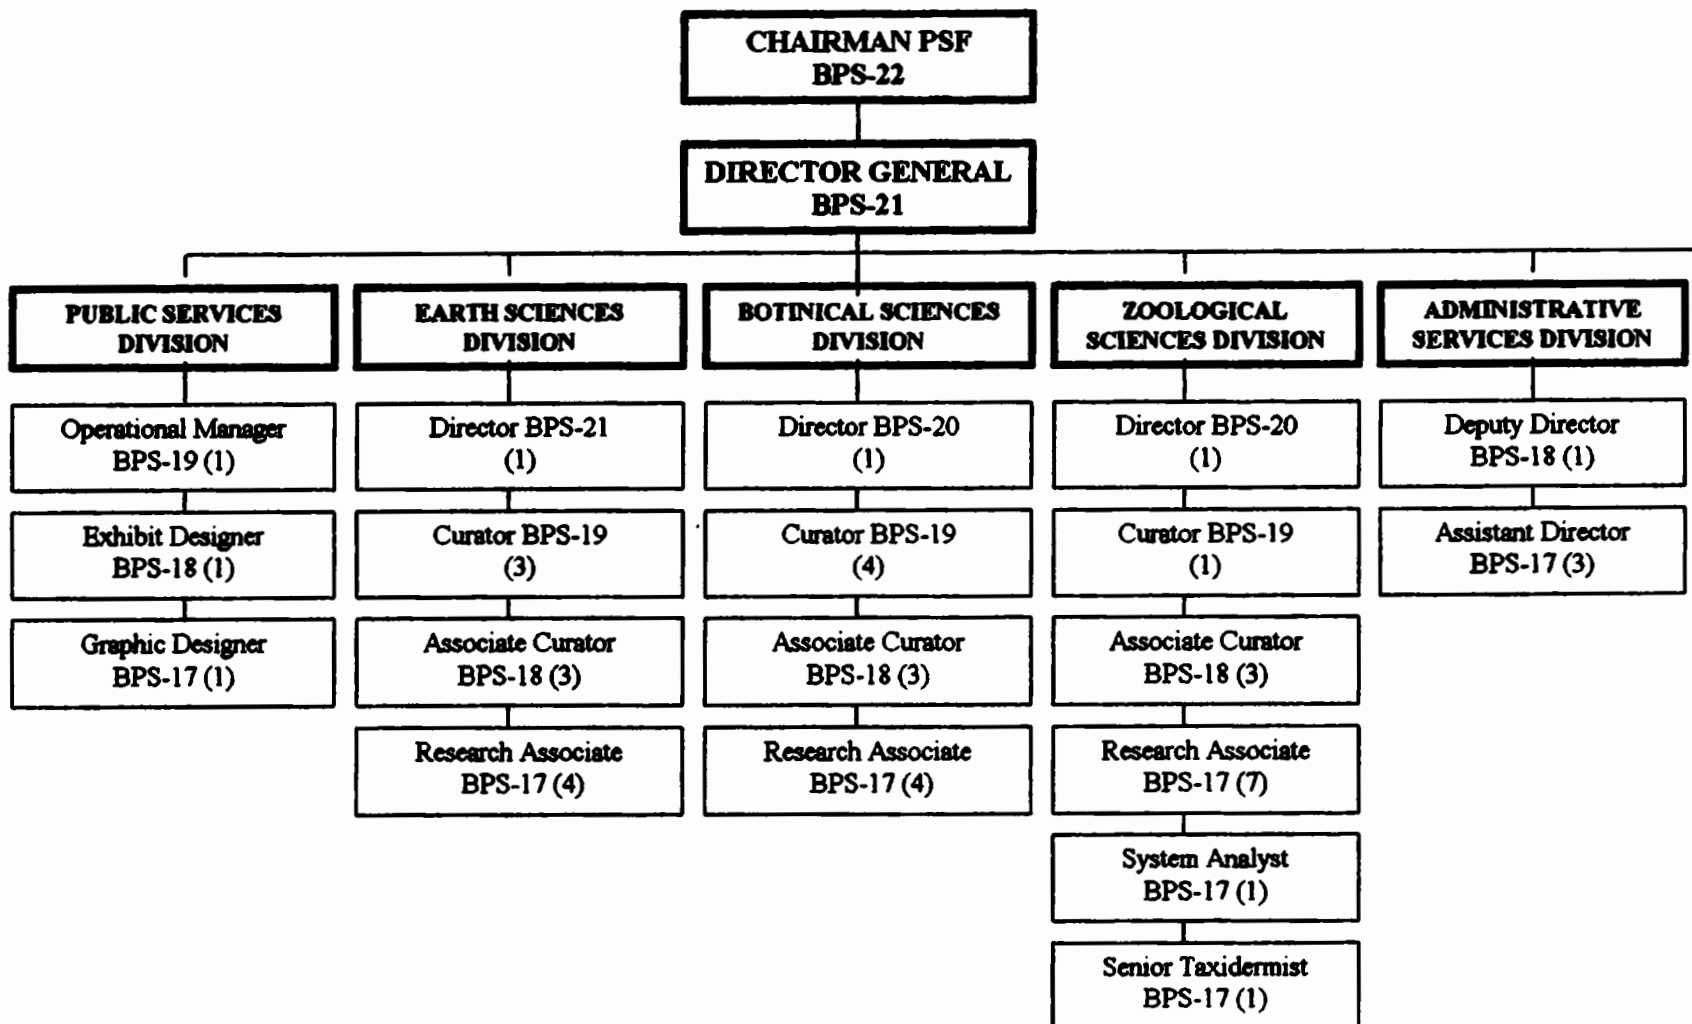 CHAIRMAN PSF
BPS-22
DIRECTOR GENERAL
BPS-21
PUBLIC SERVICES
DIVISION
Operational Manager
BPS-19 (1)
Exhibit Designer
BPS-18 (1)
Graphic Designer
BPS-17 (1)
EARTH SCIENCES
DIVISION
Director BPS-21
(1)
Curator BPS-19
(3)
Associate Curator
BPS-18 (3)
Research Associate
BPS-17 (4)
BOTINICAL SCIENCES
DIVISION
Director BPS-20
(1)
Curator BPS-19
(4)
Associate Curator
BPS-18 (3)
Research Associate
BPS-17 (4)
ZOOLOGICAL
SCIENCES DIVISION
Director BPS-20
(1)
Curator BPS-19
(1)
Associate Curator
BPS-18 (3)
Research Associate
BPS-17 (7)
System Analyst
BPS-17 (1)
Senior Taxidermist
BPS-17 (1)
ADMINISTRATIVE
SERVICES DIVISION
Deputy Director
BPS-18 (1)
Assistant Director
BPS-17 (3)